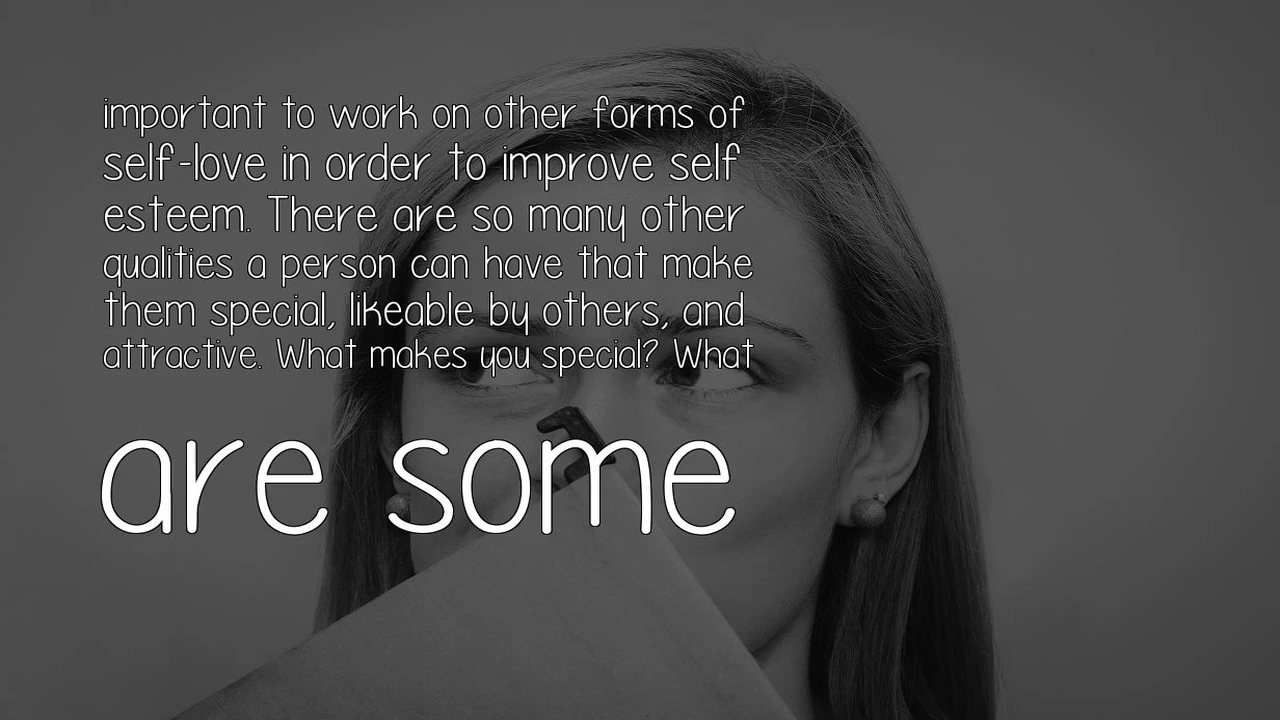 important to work on other forms of
self-love in order to improve self
esteem. There are so many other
qualities a person can have that make
them special, likeable by others, and
attractive. What makes you special? What
are some